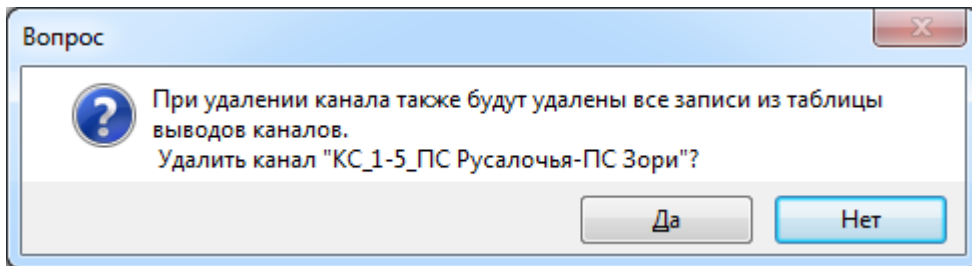 Вопрос
При удалении канала также будут удалены все записи из таблицы
выводов каналов.
Удалить канал "КС_1-5_ПС Русалочья-ПС Зори"?
Да
Нет